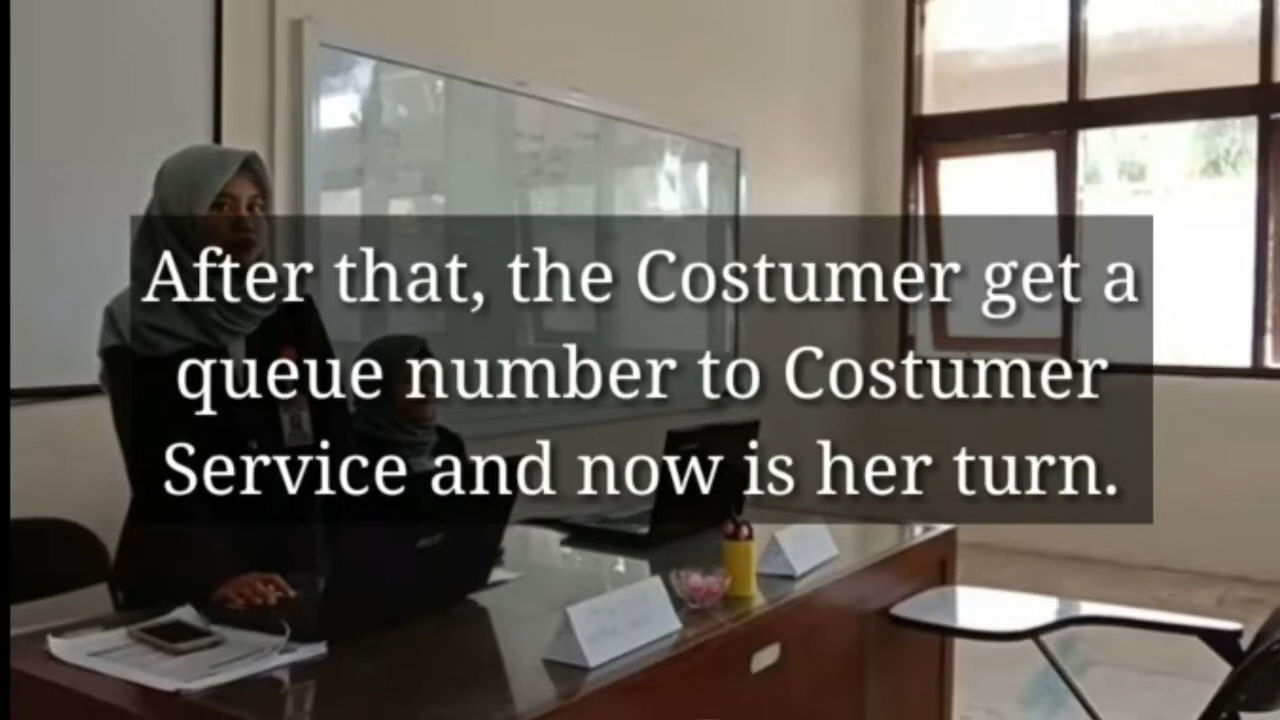 After that, the Costumer get a
queue number to Costumer
Service and now is her turn.